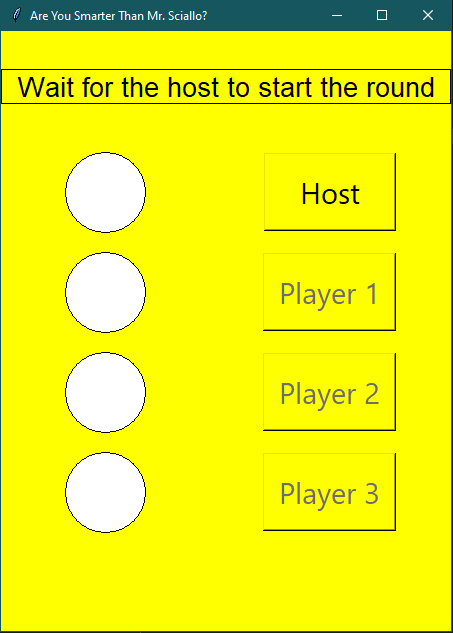 Are You Smarter Than Mr. Sciallo?
Wait for the host to start the round
Host
Player 1
Player 2
Player 3